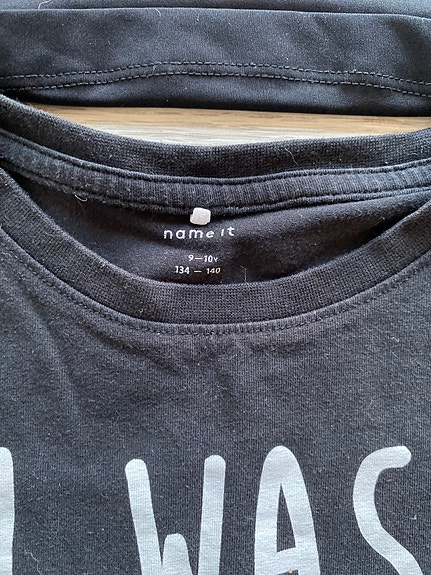 name it
9–10Y
134 – 140
I WAS